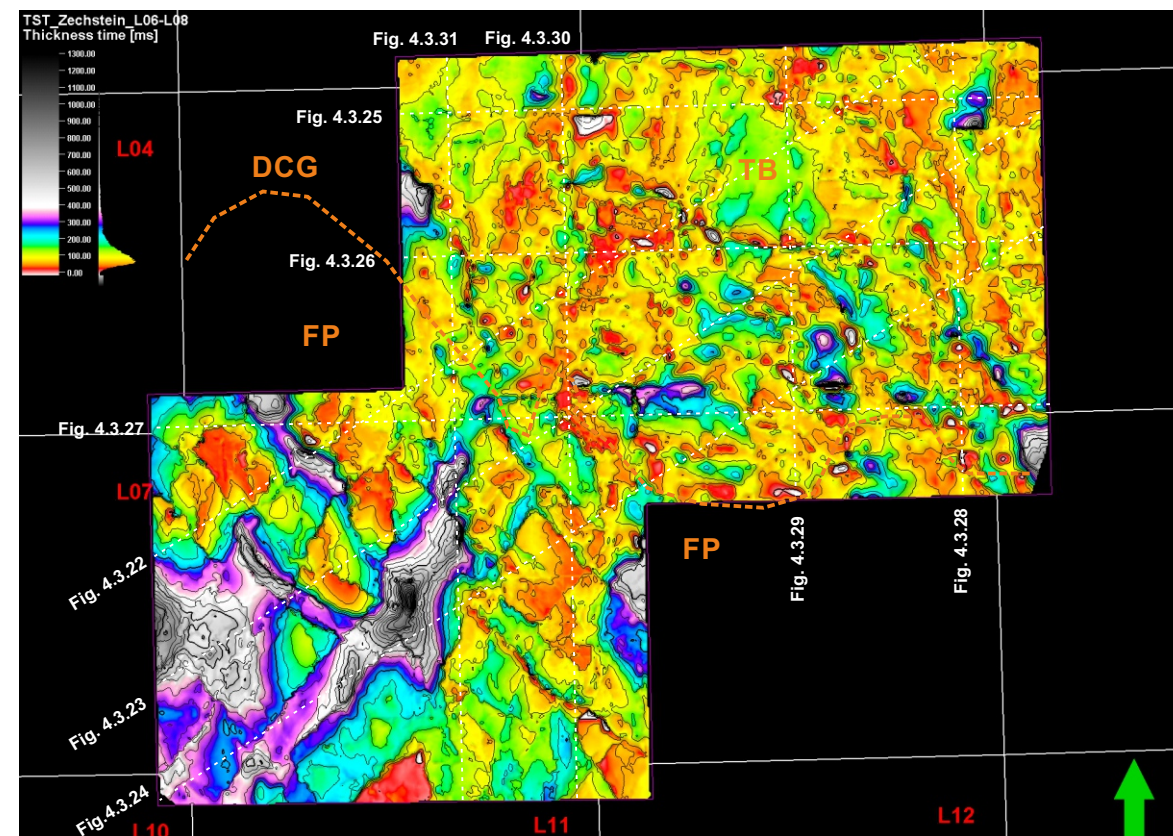 TST_Zechstein_L06-L08
Thickness time [ms]
1300.00
1200.00
1100.00
1000.00
900.00
800.00
700.00
600.00
500.00
400.00
300.00
200.00
100.00
0.00
Fig. 4.3.31
Fig. 4.3.30
Fig. 4.3.25
L04
DCG
TB
Fig. 4.3.26
FP
Fig. 4.3.27
L07
FP
Fig. 4.3.29
Fig. 4.3.28
Fig. 4.3.22
Fig. 4.3.23
Fig. 4.3.24
L10
L11
L12